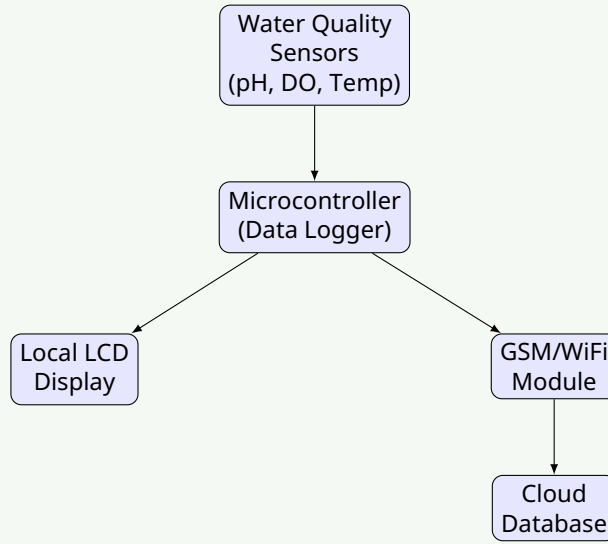 Water Quality
Sensors
(pH, DO, Temp)
Microcontroller
(Data Logger)
Local LCD
Display
GSM/WiFi
Module
Cloud
Database